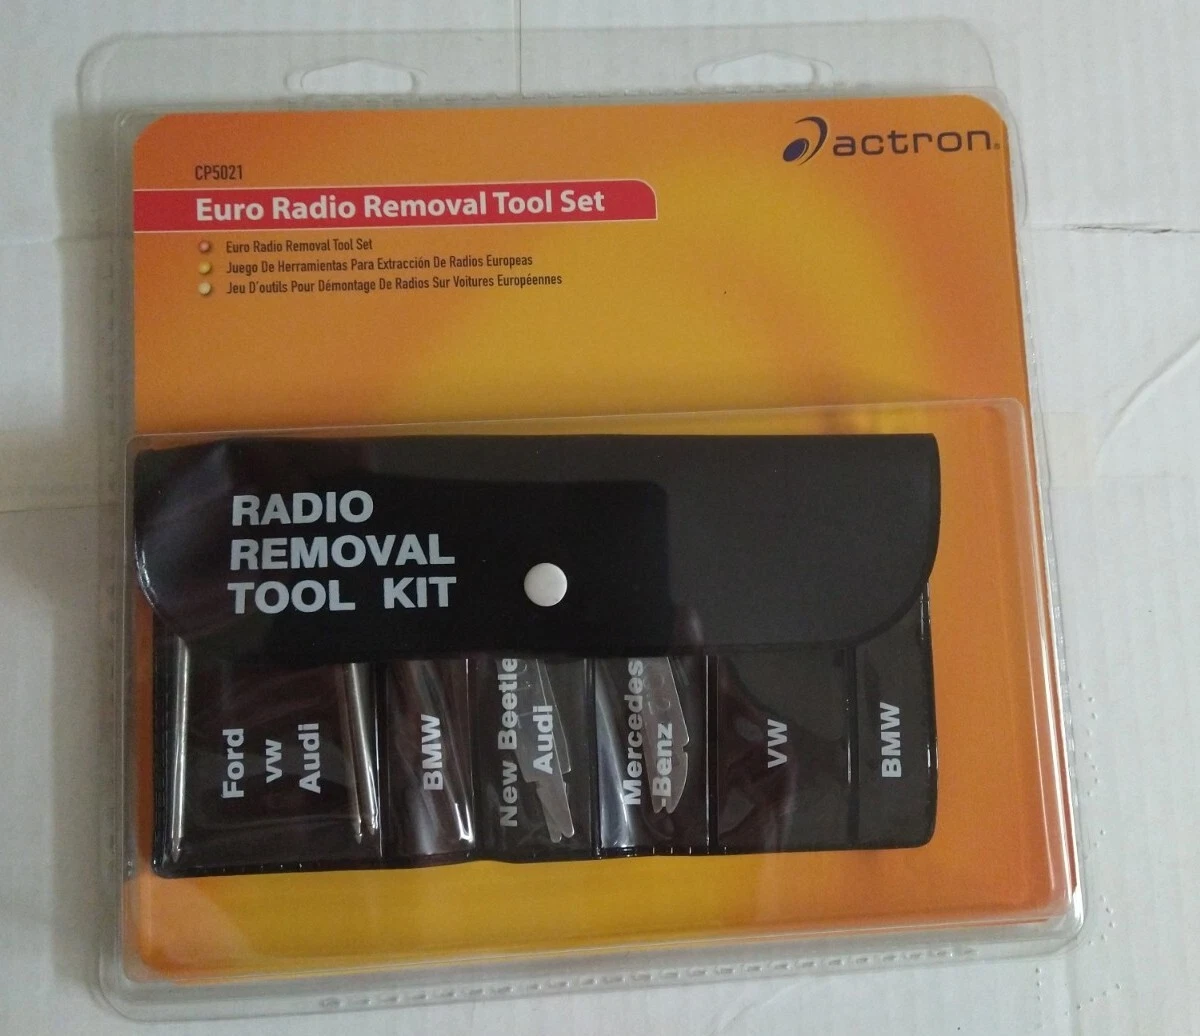 actron®
CP5021
Euro Radio Removal Tool Set
Euro Radio Removal Tool Set
Juego De Herramientas Para Extracción De Radios Europeas
Jeu D'outils Pour Démontage De Radios Sur Voitures Européennes
RADIO
REMOVAL
TOOL KIT
Ford
VW
Audi
BMW
New Beetle
Audi
Mercedes
-Benz
VW
BMW